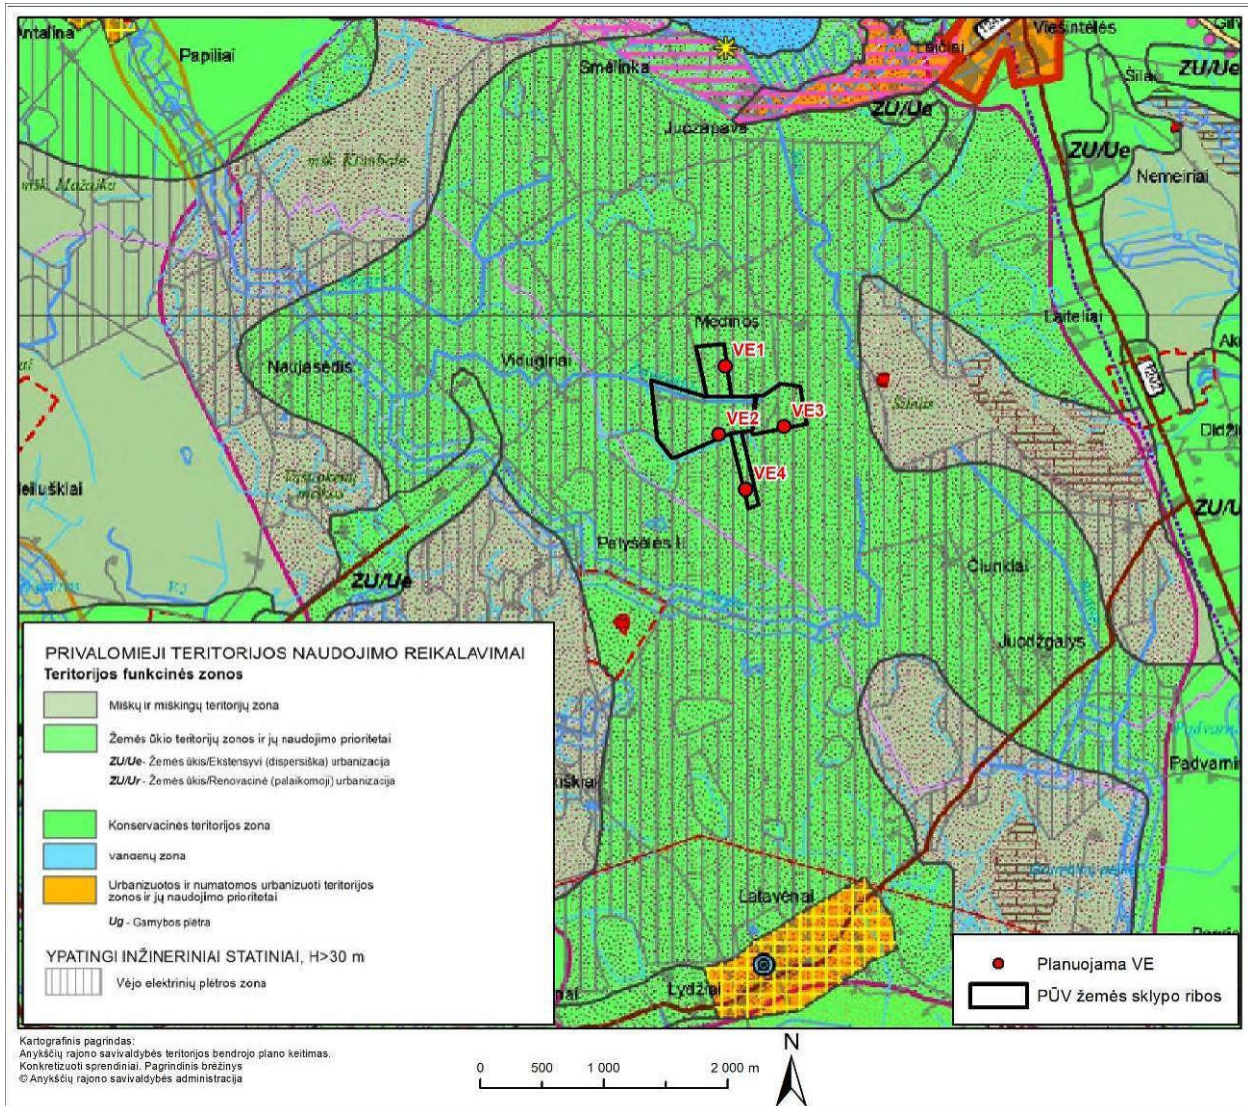 Antalina
Papiliai
Smėlinka
Laičiai
Viešintėlės
Šilai
ZU/Ue
ZU/Ue
Juodžapava
ZU/Ue
Nemeiriai
mšk. Mažaika
Medinos
Laiteliai
VE1
Naujasėdis
Vidugiriai
VE2
VE3
VE4
ZU/Ue
Čiunkiai
Juodžgalys
Latavėnai
Lydžiai
PRIVALOMIEJI TERITORIJOS NAUDOJIMO REIKALAVIMAI
Teritorijos funkcinės zonos
Miškų ir miškingų teritorijų zona
Žemės ūkio teritorijų zonos ir jų naudojimo prioritetai
ZU/Ue- Žemės ūkis/Ekstensyvi (dispersiška) urbanizacija
ZU/Ur - Žemės ūkis/Renovacinė (palaikomoji) urbanizacija
Konservacinės teritorijos zona
vandenų zona
Urbanizuotos ir numatomos urbanizuoti teritorijos
zonos ir jų naudojimo prioritetai
Ug - Gamybos plėtra
YPATINGI INŽINERINIAI STATINIAI, H>30 m
Vėjo elektrinių plėtros zona
Planuojama VE
PŪV žemės sklypo ribos
Kartografinis pagrindas:
Anykščių rajono savivaldybės teritorijos bendrojo plano keitimas.
Konkretizuoti sprendiniai. Pagrindinis brėžinys
© Anykščių rajono savivaldybės administracija
0 500 1 000 2 000 m
N